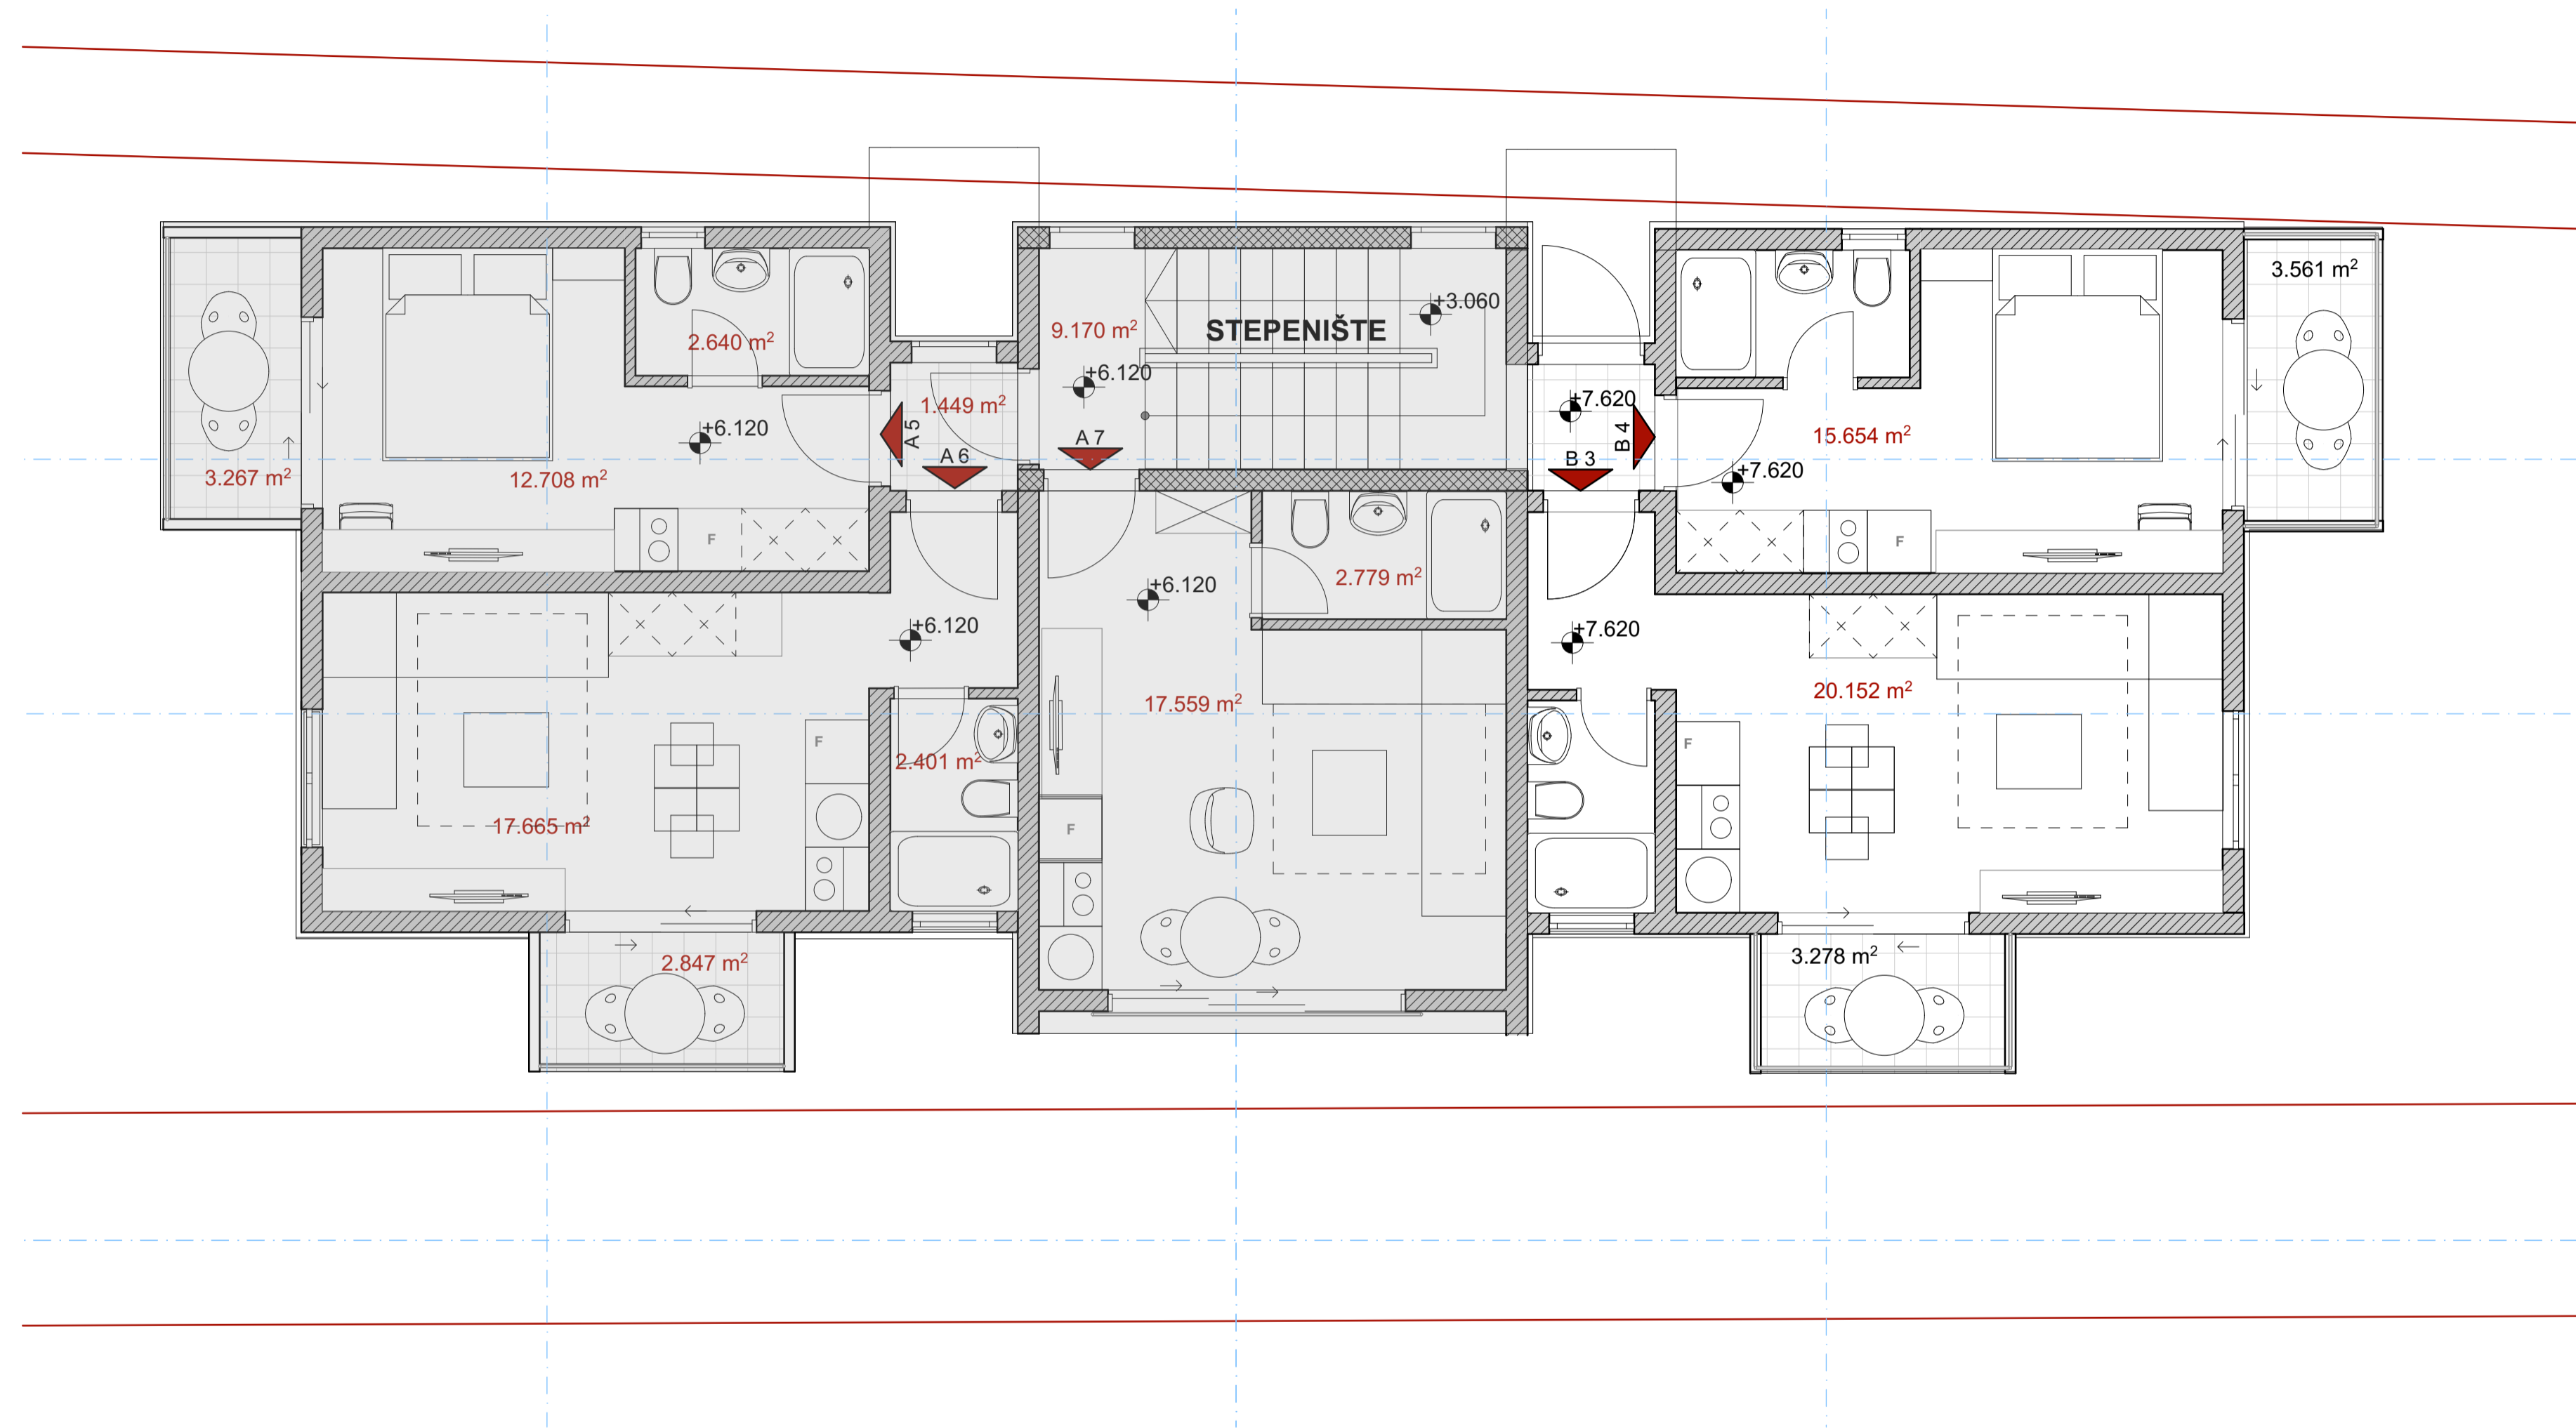 3.561 m²
+3.060
9.170 m²
STEPENIŠTE
2.640 m²
+6.120
+7.620
1.449 m²
+6.120
A 5
A 7
B 4
15.654 m²
A 6
B 3
3.267 m²
12.708 m²
+7.620
F
F
2.779 m²
+6.120
+6.120
+7.620
20.152 m²
17.559 m²
F
F
2.401 m²
17.665 m²
F
3.278 m²
2.847 m²